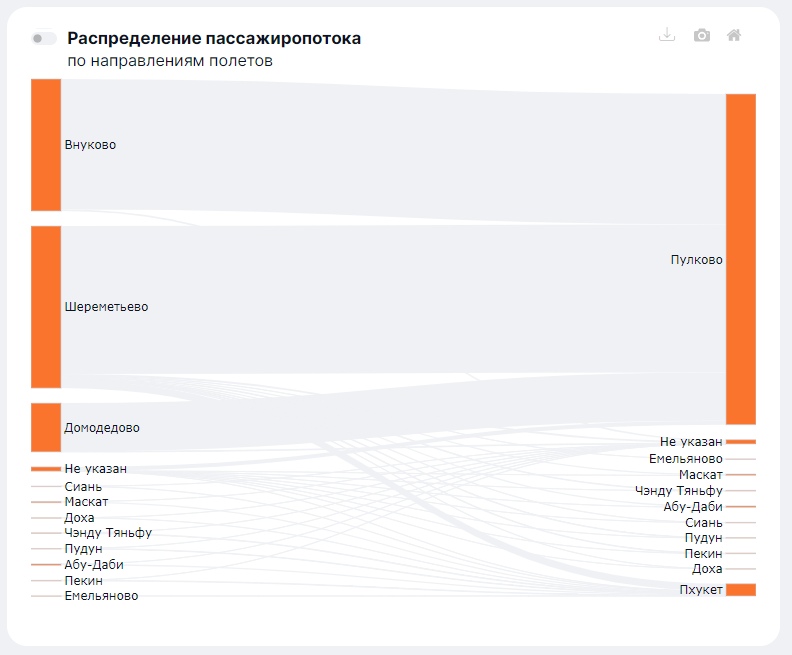 Распределение пассажиропотока
по направлениям полетов
Внуково
Шереметьево
Домодедово
Не указан
Сиань
Маскат
Доха
Чэнду Тяньфу
Пудун
Абу-Даби
Пекин
Емельяново
Пулково
Не указан
Емельяново
Маскат
Чэнду Тяньфу
Абу-Даби
Сиань
Пудун
Пекин
Доха
Пхукет